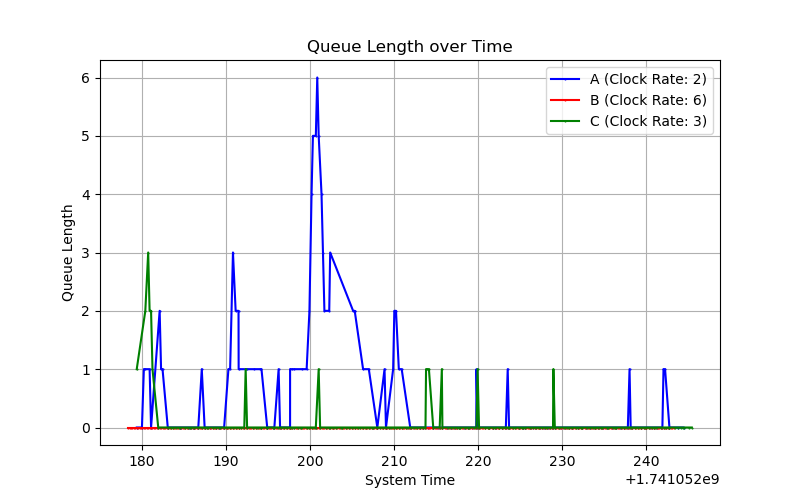 Queue Length over Time
A (Clock Rate: 2)
B (Clock Rate: 6)
C (Clock Rate: 3)
Queue Length
6
5
4
3
2
1
0
180 190 200 210 220 230 240
System Time
+1.741052e9